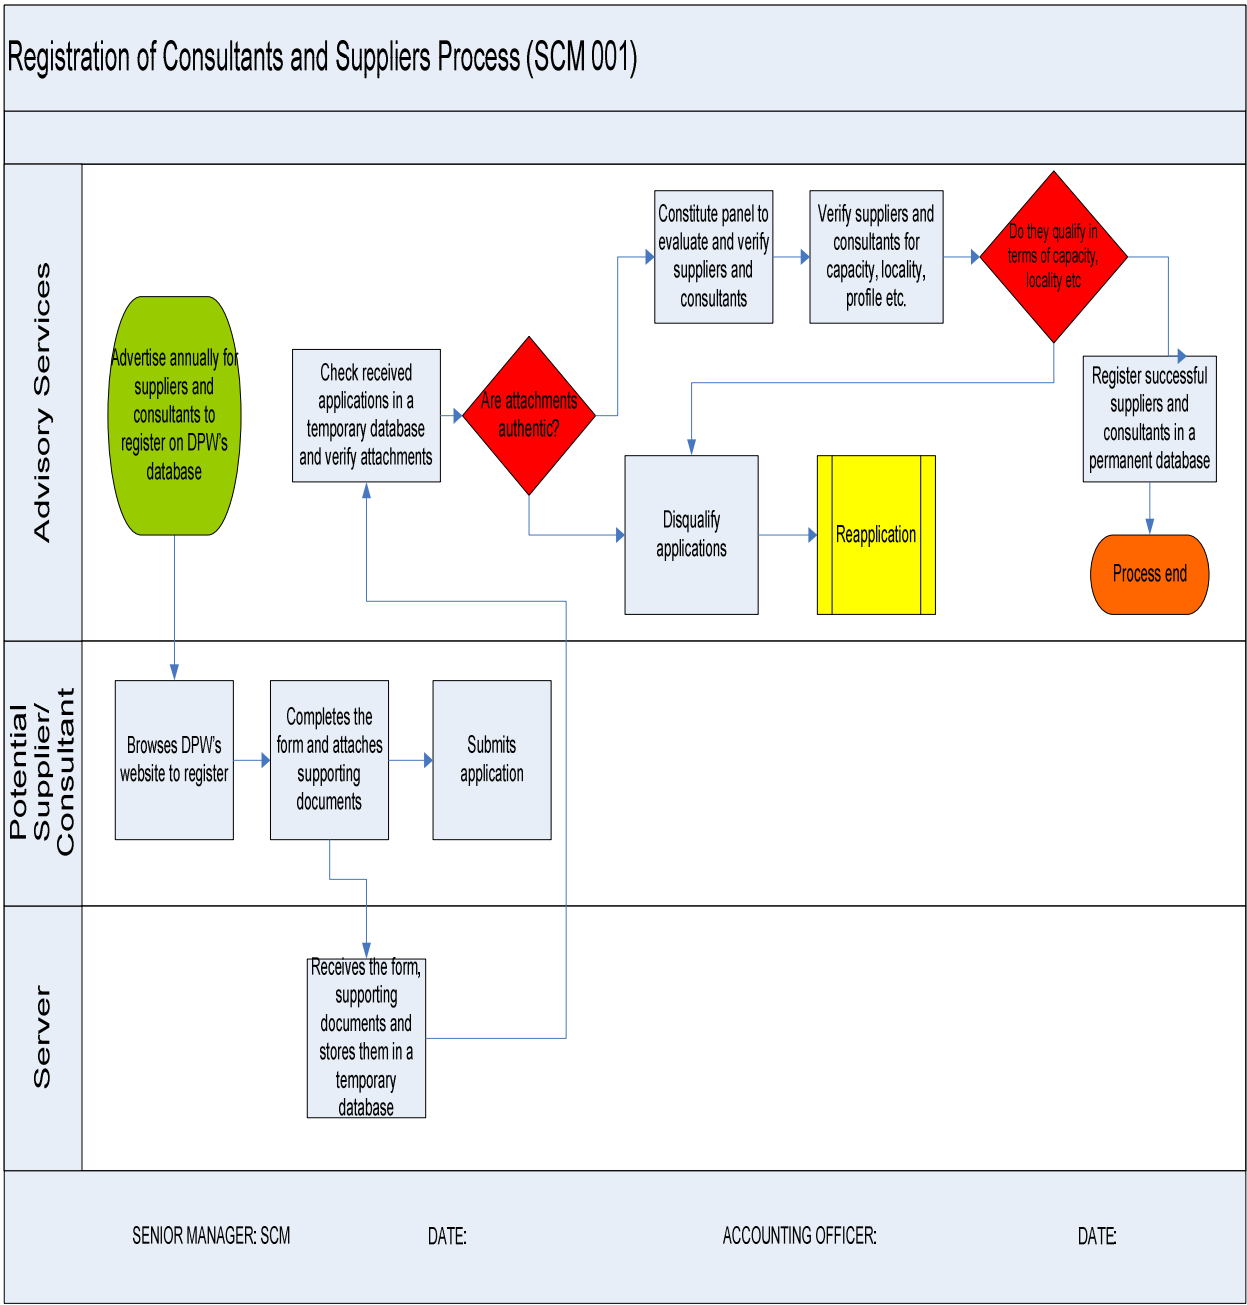 Registration of Consultants and Suppliers Process (SCM 001)
Advisory Services
Advertise annually for
suppliers and
consultants to
register on DPW's
database
Check received
applications in a
temporary database
and verify attachments
Are attachments
authentic?
Constitute panel to
evaluate and verify
suppliers and
consultants
Verify suppliers and
consultants for
capacity, locality,
profile etc.
Do they qualify in
terms of capacity,
locality etc
Register successful
suppliers and
consultants in a
permanent database
Disqualify
applications
Reapplication
Process end
Potential
Supplier/
Consultant
Browses DPW's
website to register
Completes the
form and attaches
supporting
documents
Submits
application
Server
Receives the form,
supporting
documents and
stores them in a
temporary
database
SENIOR MANAGER: SCM
DATE:
ACCOUNTING OFFICER:
DATE: